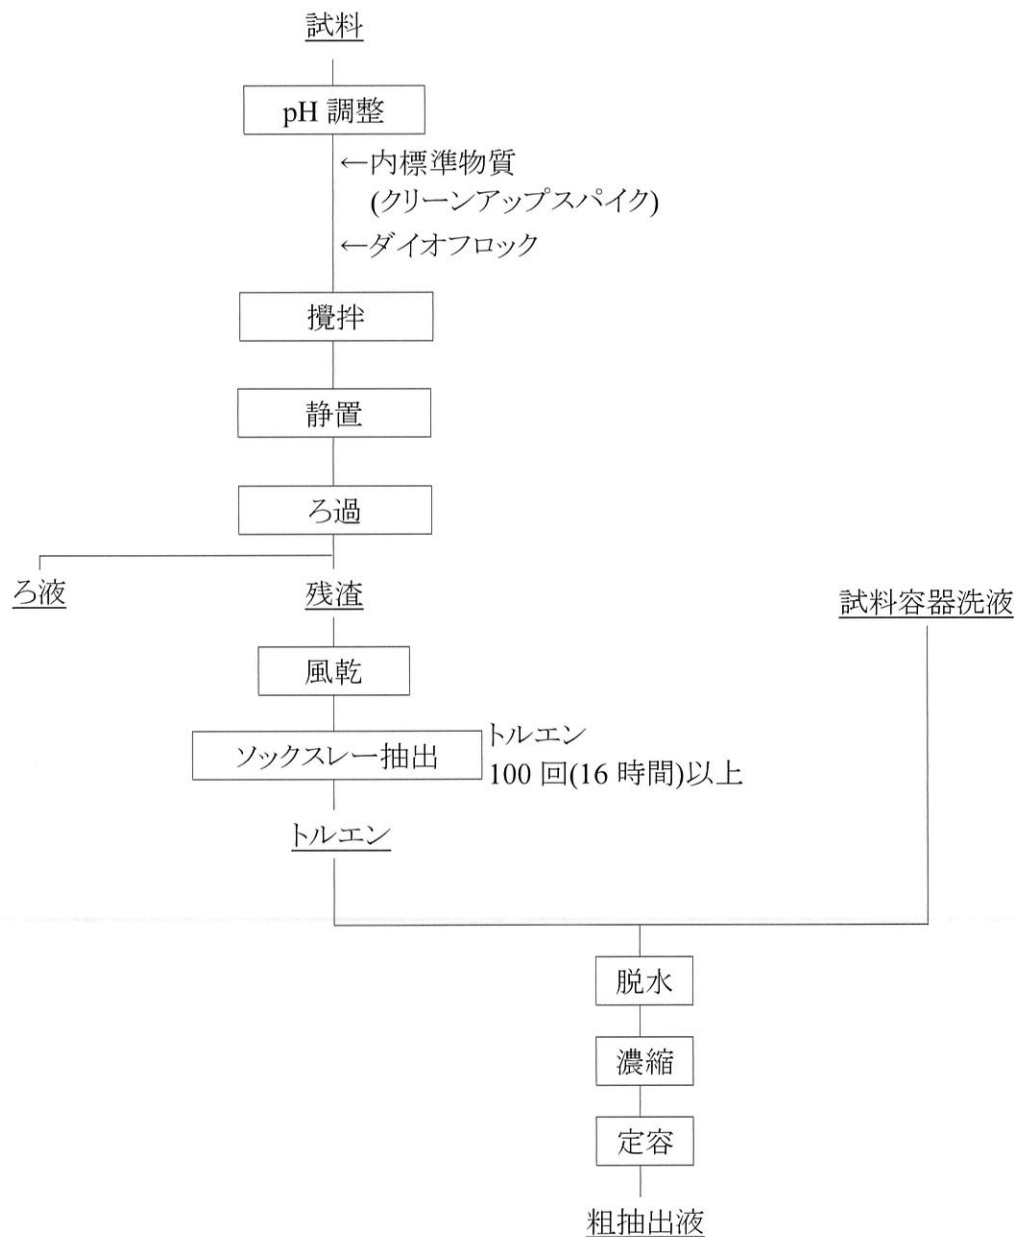 試料
pH 調整
←内標準物質
(クリーンアップスパイク)
←ダイオフロック
攪拌
静置
ろ過
ろ液
残渣
試料容器洗液
風乾
ソックスレー抽出
トルエン
100 回(16 時間)以上
トルエン
脱水
濃縮
定容
粗抽出液